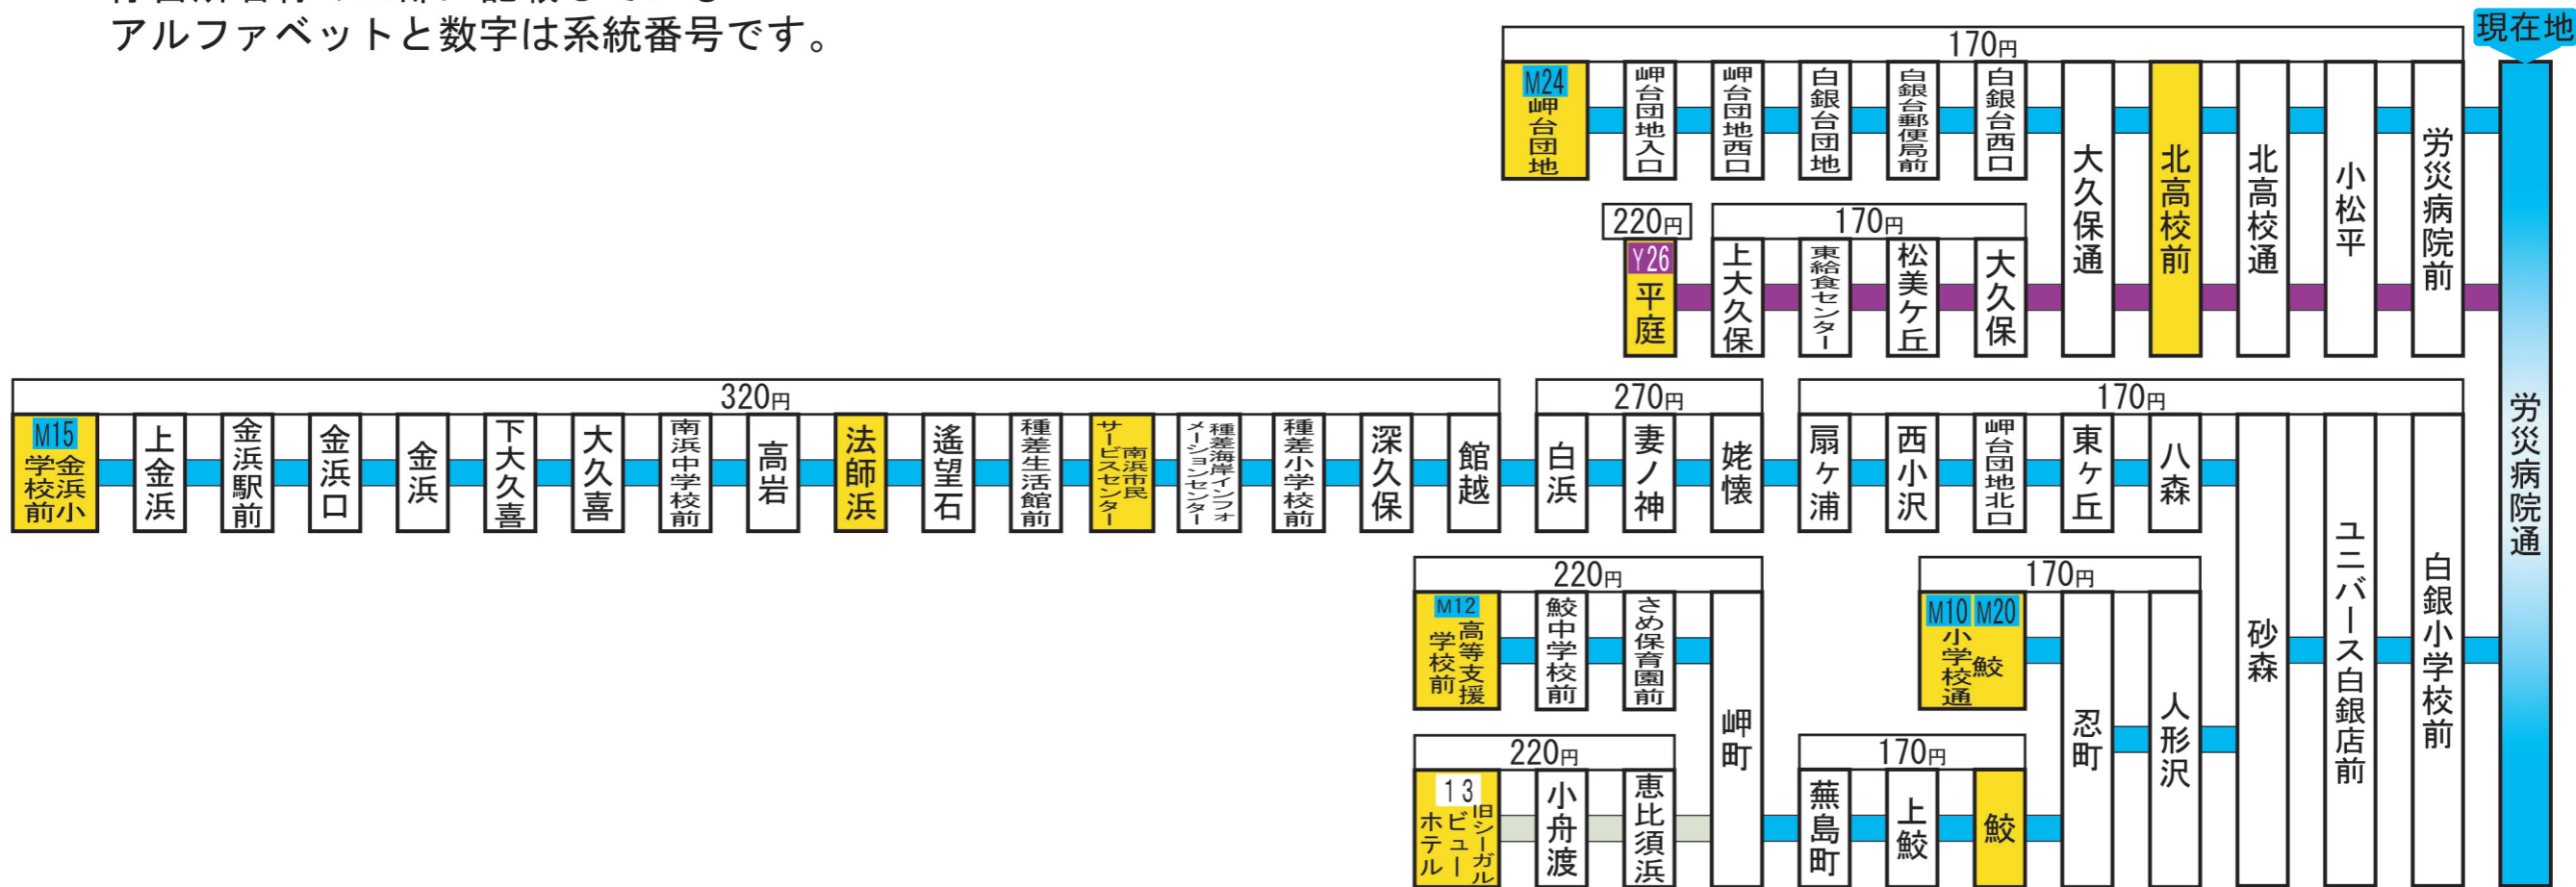 アルファベットと数字は系統番号です。
現在地
170円
M24
岬台団地
岬台団地入口
岬台団地西口
白銀台団地
白銀台郵便局前
白銀台西口
大久保通
北高校前
北高校通
小松平
労災病院前
労災病院通
220円
170円
Y26
平庭
上大久保
東給食センター
松美ケ丘
大久保
320円
270円
170円
M15
金浜小
学校前
上金浜
金浜駅前
金浜口
金浜
下大久喜
大久喜
南浜中学校前
高岩
法師浜
遙望石
種差生活館前
南浜市民
サービスセンター
種差海岸インフォ
メーションセンター
種差小学校前
深久保
館越
白浜
妻ノ神
姥懐
扇ヶ浦
西小沢
岬台団地北口
東ヶ丘
八森
砂森
ユニバース白銀店前
白銀小学校前
220円
170円
M12
高等支援
学校前
鮫中学校前
さめ保育園前
岬町
M10 M20
鮫
小学校通
忍町
人形沢
220円
170円
13
旧シーガル
ビュー
ホテル
小舟渡
恵比須浜
蕪島町
上鮫
鮫